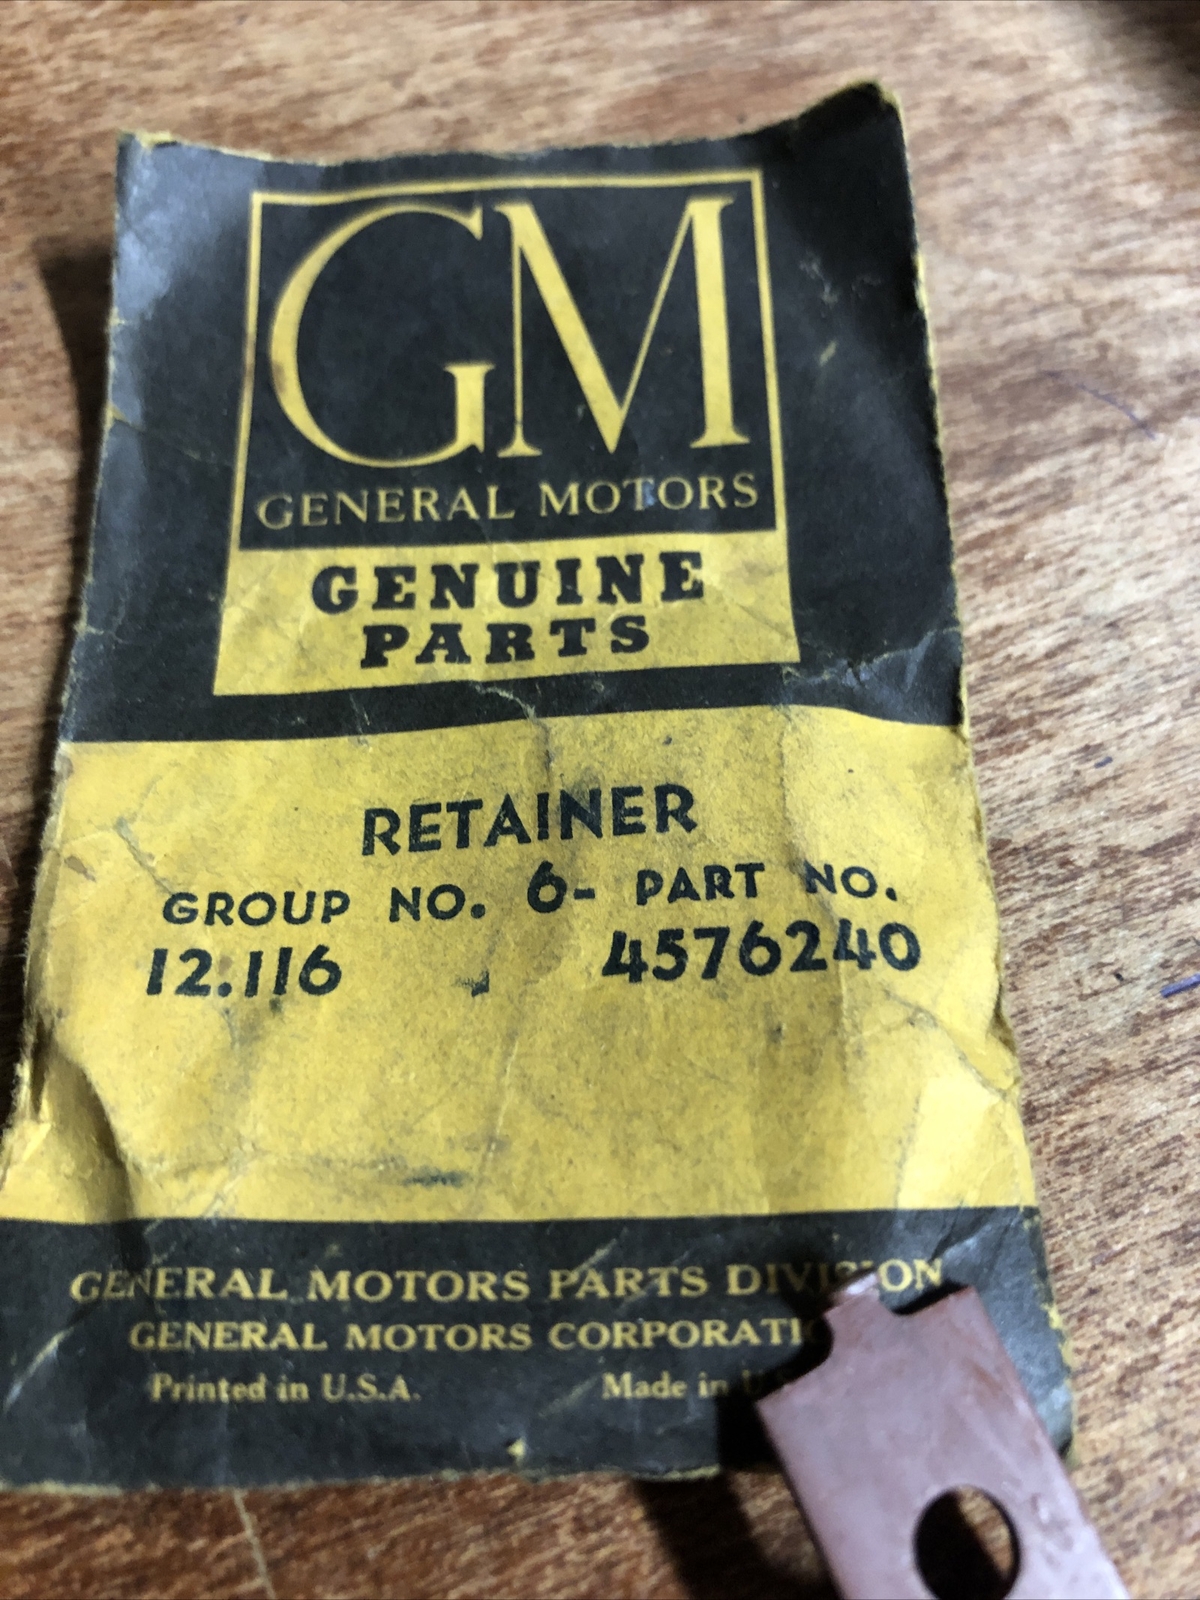 GM
GENERAL MOTORS
GENUINE
PARTS
RETAINER
GROUP NO. 6- PART NO.
12.116 4576240
GENERAL MOTORS PARTS DIVISION
GENERAL MOTORS CORPORATI
Printed in U.S.A. Made in U.S